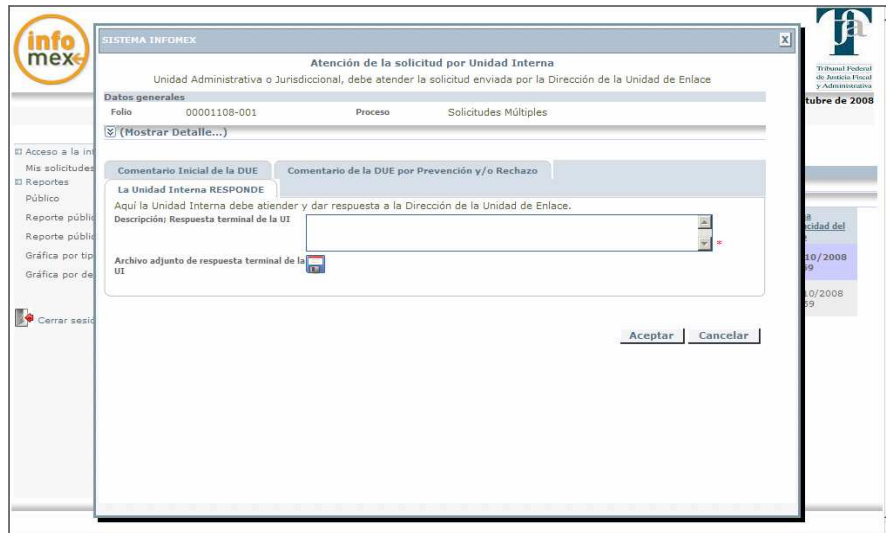 info
mex
SISTEMA INFOMEX
X
Atención de la solicitud por Unidad Interna
Unidad Administrativa o Jurisdiccional, debe atender la solicitud enviada por la Dirección de la Unidad de Enlace
Datos generales
Folio 00001108-001 Proceso Solicitudes Múltiples
(Mostrar Detalle...)
Comentario Inicial de la DUE Comentario de la DUE por Prevención y/o Rechazo
La Unidad Interna RESPONDE
Aquí la Unidad Interna debe atiender y dar respuesta a la Dirección de la Unidad de Enlace.
Descripción; Respuesta terminal de la UI
*
Archivo adjunto de respuesta terminal de la
UI
Aceptar Cancelar
Tribunal Federal
de Justicia Fiscal
y Administrativa
tubre de 2008
Acceso a la in
Mis solicitudes
Reportes
Público
Reporte públi
Reporte públi
Gráfica por tip
Gráfica por de
Cerrar sesi
cidad del
10/2008
59
10/2008
59